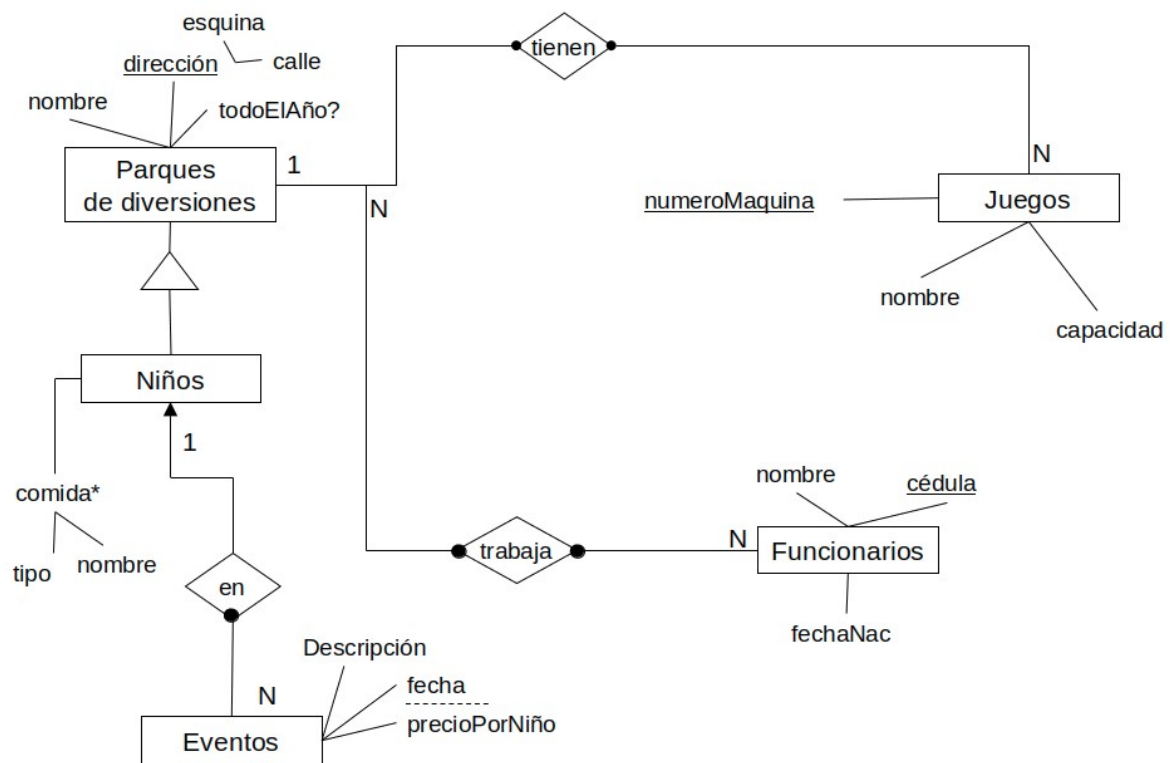 esquina
calle
dirección
nombre
todoElAño?
tienen
Parques
de diversiones
1
N
N
numeroMaquina
Juegos
nombre
capacidad
Niños
1
comida*
tipo
nombre
en
trabaja
nombre
cédula
N
Funcionarios
fechaNac
Descripción
fecha
precioPorNiño
N
Eventos